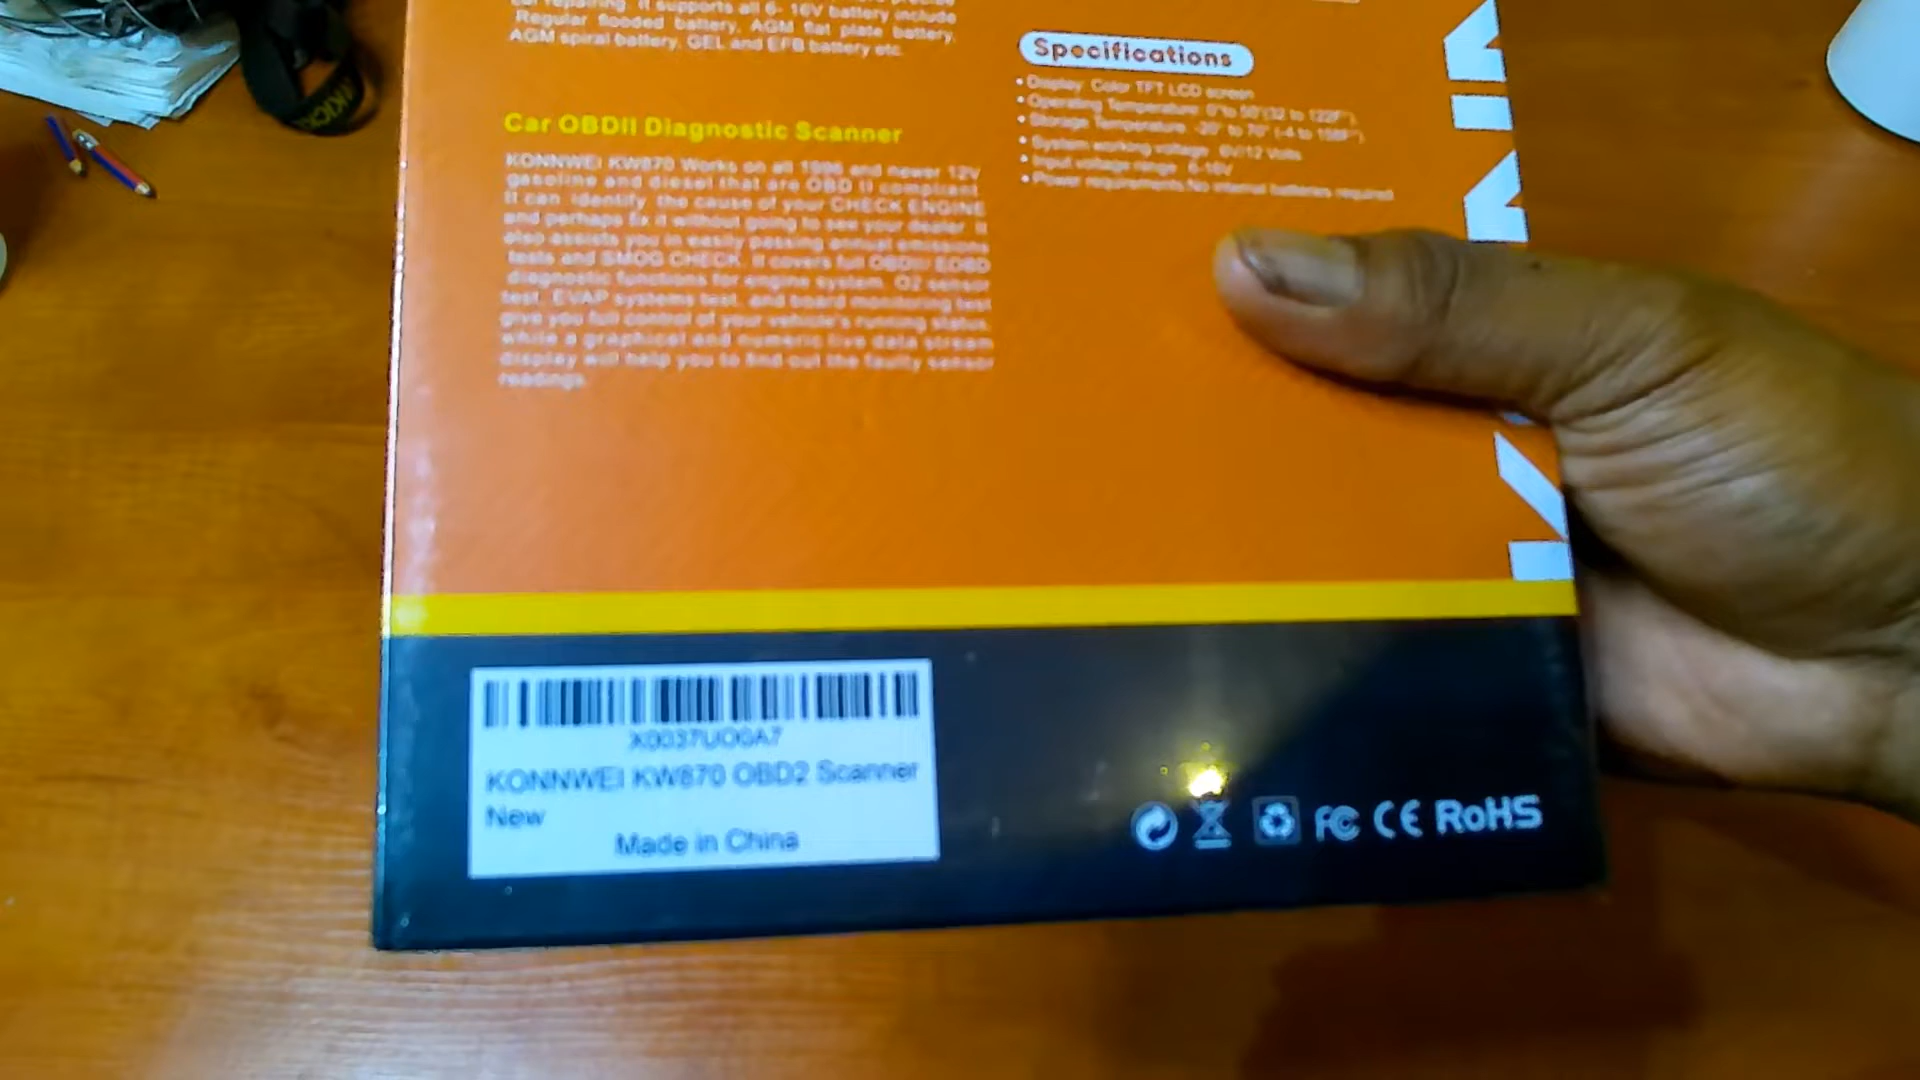 car repairing. It supports all 6- 16V battery include
Regular flooded battery, AGM flat plate battery,
AGM spiral battery, GEL and EFB battery etc.
Car OBDII Diagnostic Scanner
KONNWEI KW870 Works on all 1996 and newer 12V
gasoline and diesel that are OBD II compliant.
It can identify the cause of your CHECK ENGINE
and perhaps fix it without going to see your dealer. It
also assists you in easily passing annual emissions
tests and SMOG CHECK. It covers full OBDII/ EOBD
diagnostic functions for engine system. O2 sensor
test, EVAP systems test, and board monitoring test
give you full control of your vehicle's running status,
while a graphical and numeric live data stream
display will help you to find out the faulty sensor
readings.
Specifications
• Display: Color TFT LCD screen
• Operating Temperature: 0°to 50°(32 to 122F°),
• Storage Temperature: -20° to 70° (-4 to 158F°),
• System working voltage: 6V/12 Volts
• Input voltage range: 6-16V
• Power requirements:No internal batteries required
X0037UO0A7
KONNWEI KW870 OBD2 Scanner
New
Made in China
FC CE RoHS